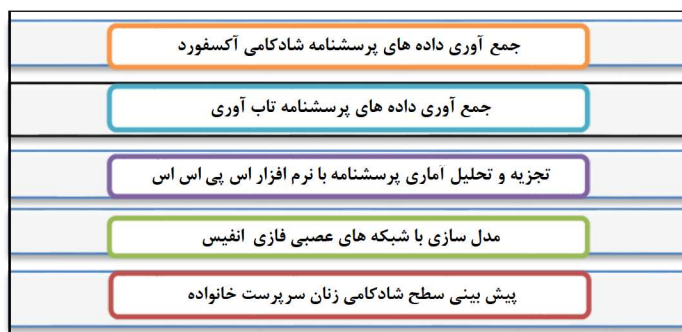 جمع آوری داده های پرسشنامه شادکامی آکسفورد
جمع آوری داده های پرسشنامه تاب آوری
تجزیه و تحلیل آماری پرسشنامه با نرم افزار اس پی اس اس
مدل سازی با شبکه های عصبی فازی انفیس
پیش بینی سطح شادکامی زنان سرپرست خانواده